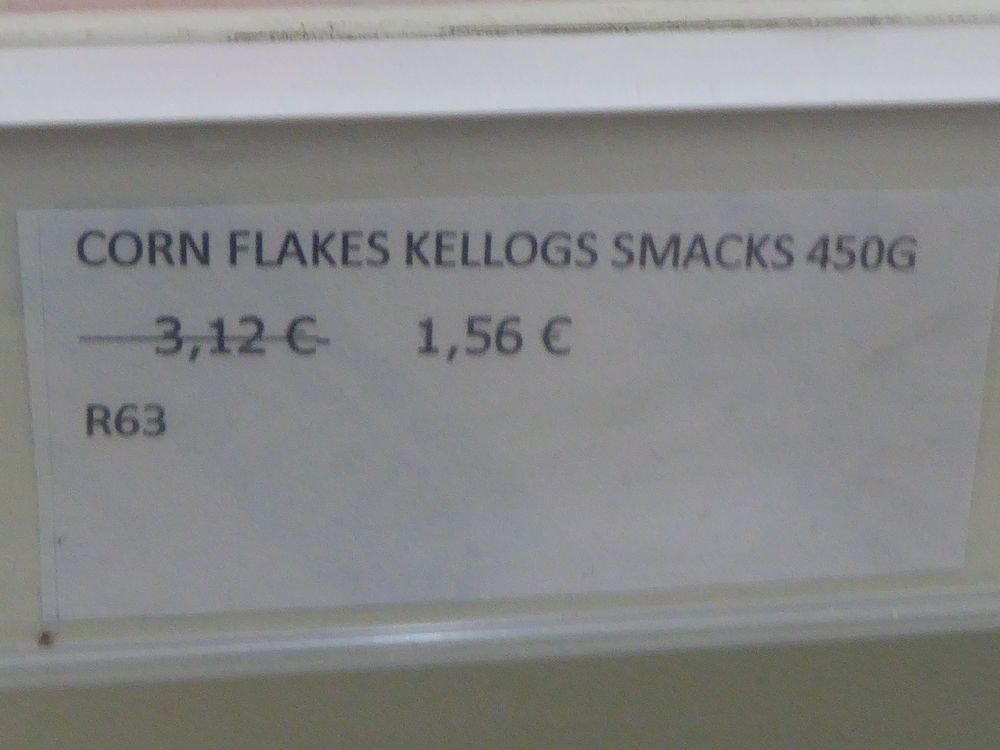 CORN FLAKES KELLOGS SMACKS 450G
3,12 € 1,56 €
R63